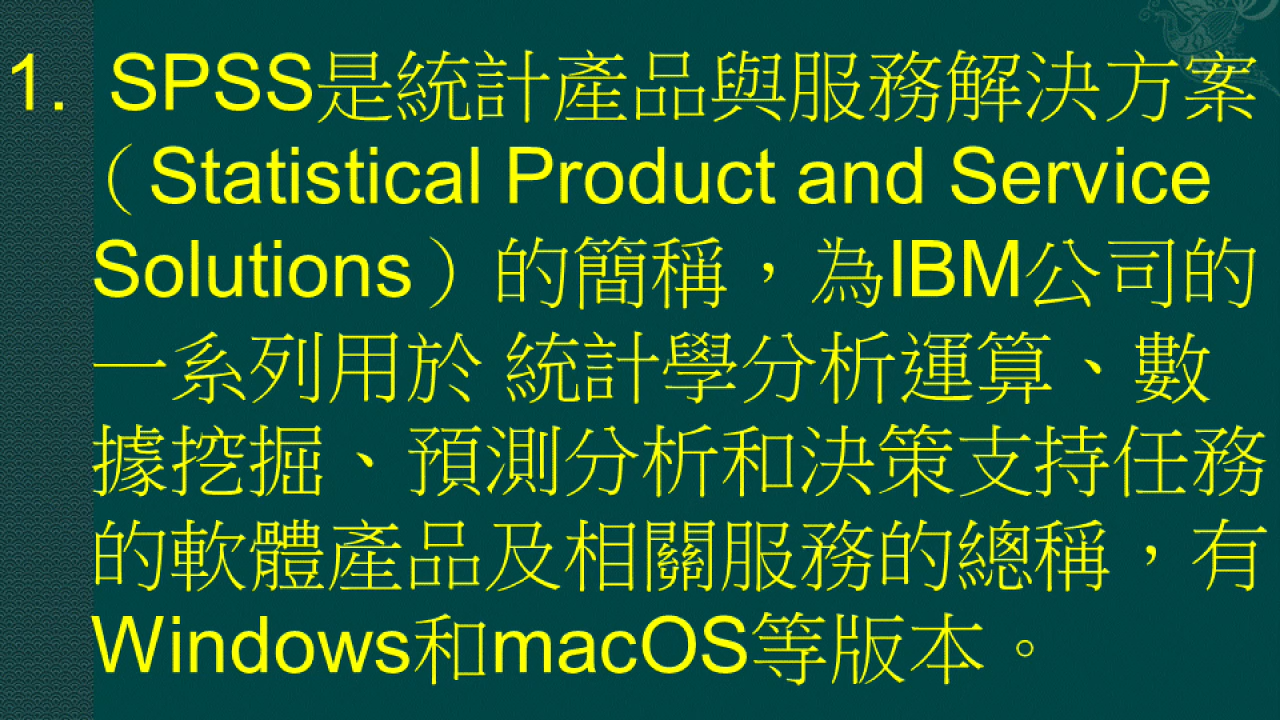 1. SPSS是統計產品與服務解決方案
（Statistical Product and Service
Solutions）的簡稱，為IBM公司的
一系列用於 統計學分析運算、數
據挖掘、預測分析和決策支持任務
的軟體產品及相關服務的總稱，有
Windows和macOS等版本。